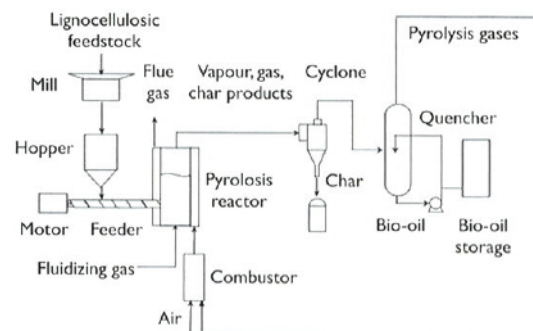 Lignocellulosic
feedstock
Mill
Hopper
Motor
Feeder
Flue
gas
Vapour, gas,
char products
Cyclone
Pyrolysis gases
Quencher
Pyrolosis
reactor
Char
Bio-oil
Bio-oil
storage
Fluidizing gas
Combustor
Air